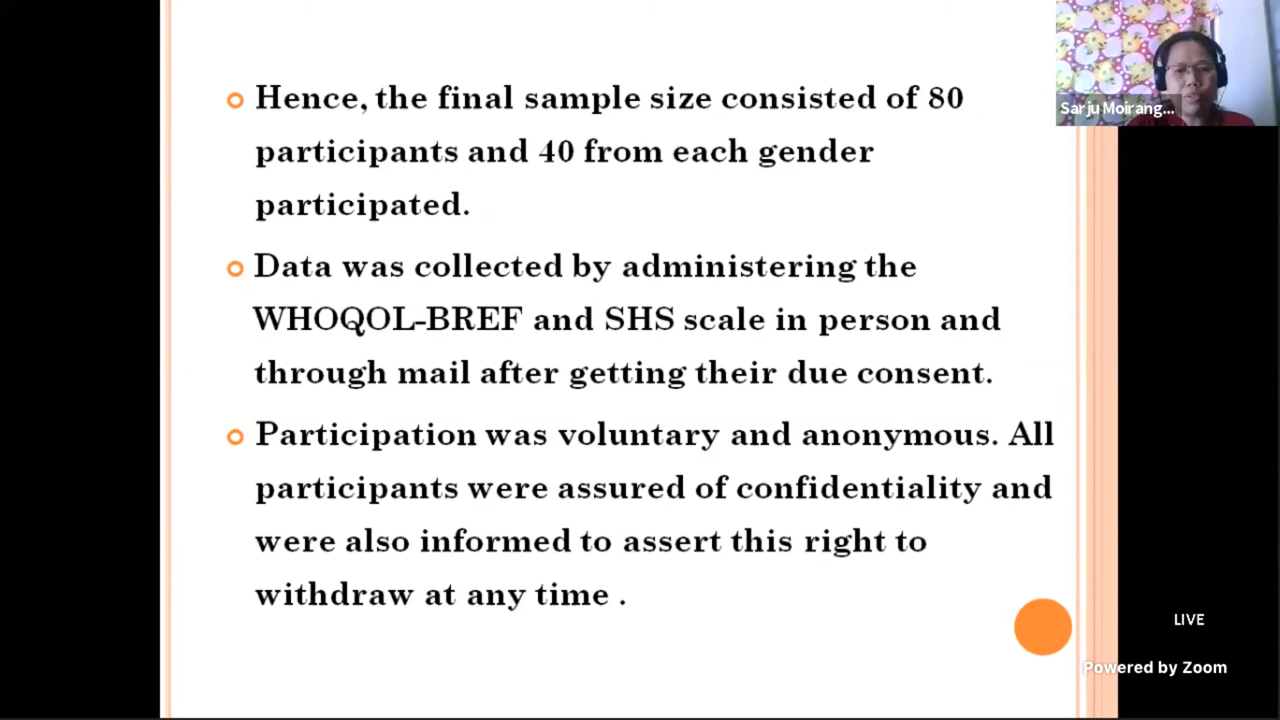 Hence, the final sample size consisted of 80
participants and 40 from each gender
participated.
Data was collected by administering the
WHOQOL-BREF and SHS scale in person and
through mail after getting their due consent.
Participation was voluntary and anonymous. All
participants were assured of confidentiality and
were also informed to assert this right to
withdraw at any time .
Sarju Moirang...
LIVE
Powered by Zoom